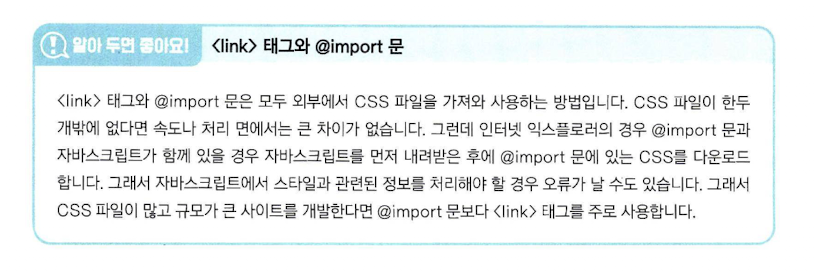 알아 두면 좋아요! <link> 태그와 @import 문
<link> 태그와 @import 문은 모두 외부에서 CSS 파일을 가져와 사용하는 방법입니다. CSS 파일이 한두
개밖에 없다면 속도나 처리 면에서는 큰 차이가 없습니다. 그런데 인터넷 익스플로러의 경우 @import 문과
자바스크립트가 함께 있을 경우 자바스크립트를 먼저 내려받은 후에 @import 문에 있는 CSS를 다운로드
합니다. 그래서 자바스크립트에서 스타일과 관련된 정보를 처리해야 할 경우 오류가 날 수도 있습니다. 그래서
CSS 파일이 많고 규모가 큰 사이트를 개발한다면 @import 문보다 <link> 태그를 주로 사용합니다.